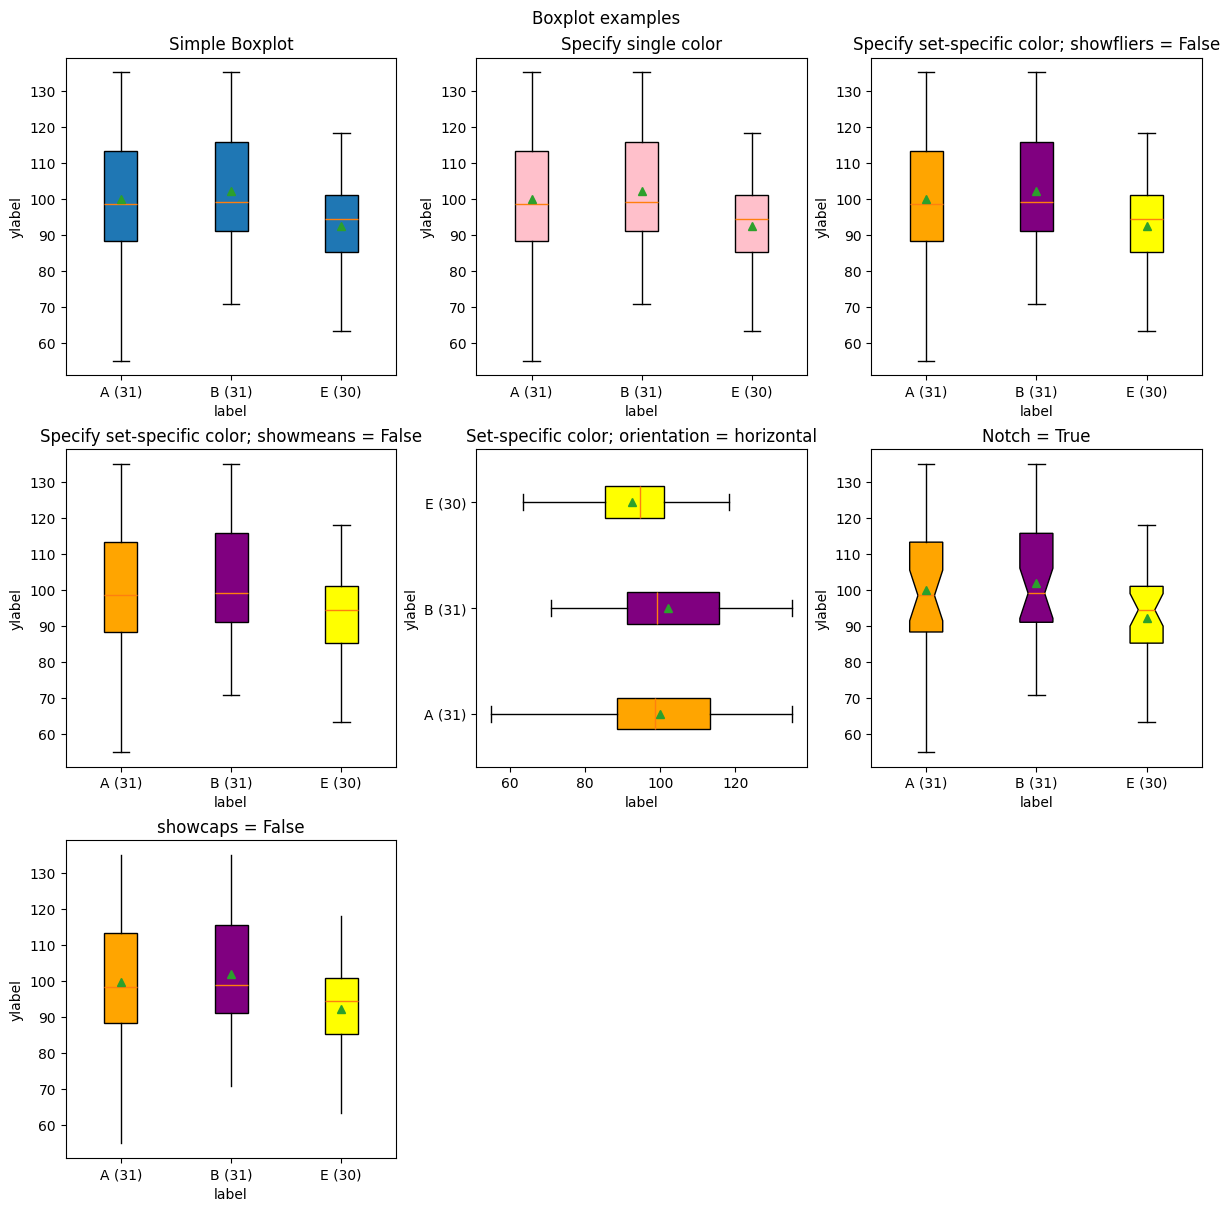 Boxplot examples
Simple Boxplot
130
120
110
100
90
80
70
60
ylabel
A (31) B (31) E (30)
label
Specify single color
130
120
110
100
90
80
70
60
ylabel
A (31) B (31) E (30)
label
Specify set-specific color; showfliers = False
130
120
110
100
90
80
70
60
ylabel
A (31) B (31) E (30)
label
Specify set-specific color; showmeans = False
130
120
110
100
90
80
70
60
ylabel
A (31) B (31) E (30)
label
Set-specific color; orientation = horizontal
E (30)
B (31)
A (31)
ylabel
60 80 100 120
label
Notch = True
130
120
110
100
90
80
70
60
ylabel
A (31) B (31) E (30)
label
showcaps = False
130
120
110
100
90
80
70
60
ylabel
A (31) B (31) E (30)
label